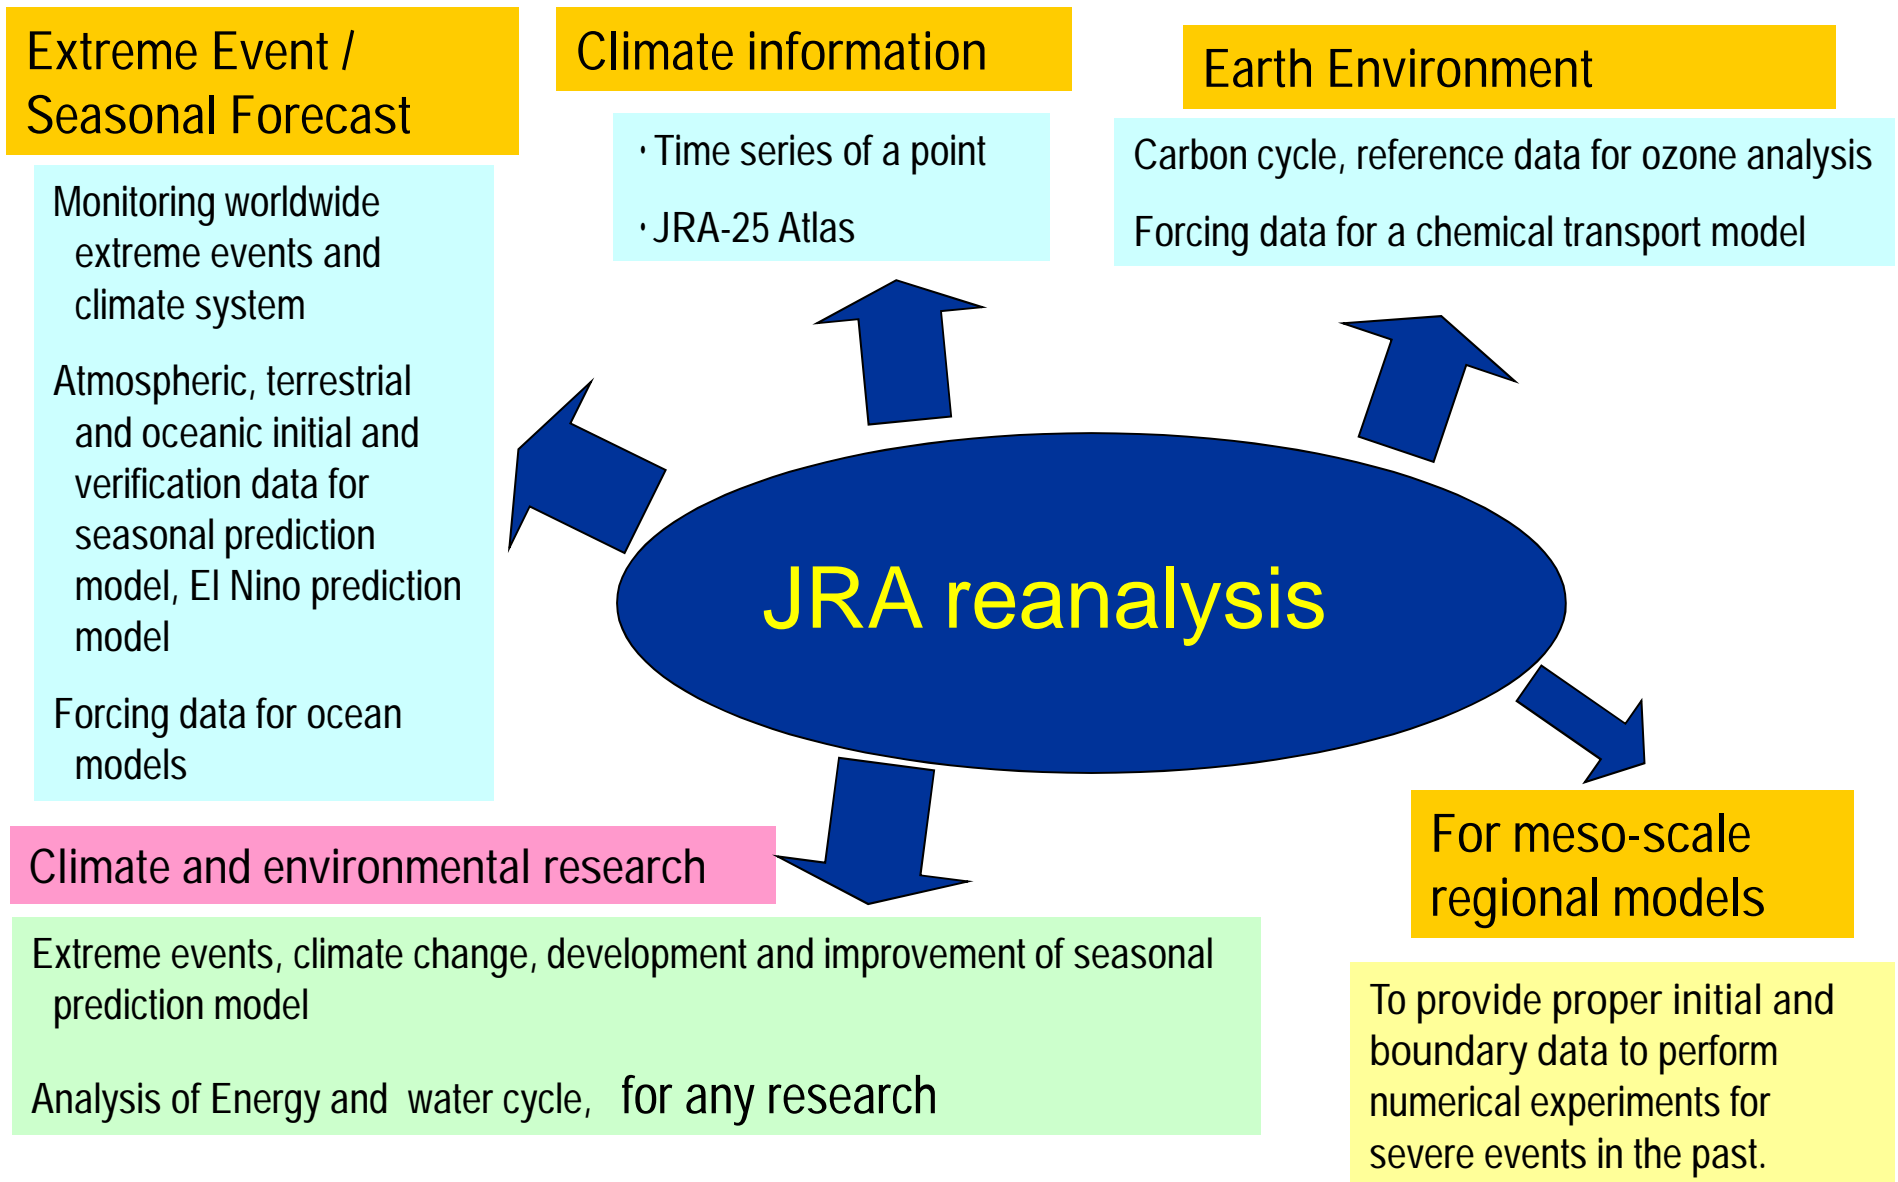 Extreme Event /
Seasonal Forecast
Monitoring worldwide
extreme events and
climate system
Atmospheric, terrestrial
and oceanic initial and
verification data for
seasonal prediction
model, El Nino prediction
model
Forcing data for ocean
models
Climate information
・Time series of a point
・JRA-25 Atlas
Earth Environment
Carbon cycle, reference data for ozone analysis
Forcing data for a chemical transport model
JRA reanalysis
Climate and environmental research
Extreme events, climate change, development and improvement of seasonal
prediction model
Analysis of Energy and water cycle, for any research
For meso-scale
regional models
To provide proper initial and
boundary data to perform
numerical experiments for
severe events in the past.